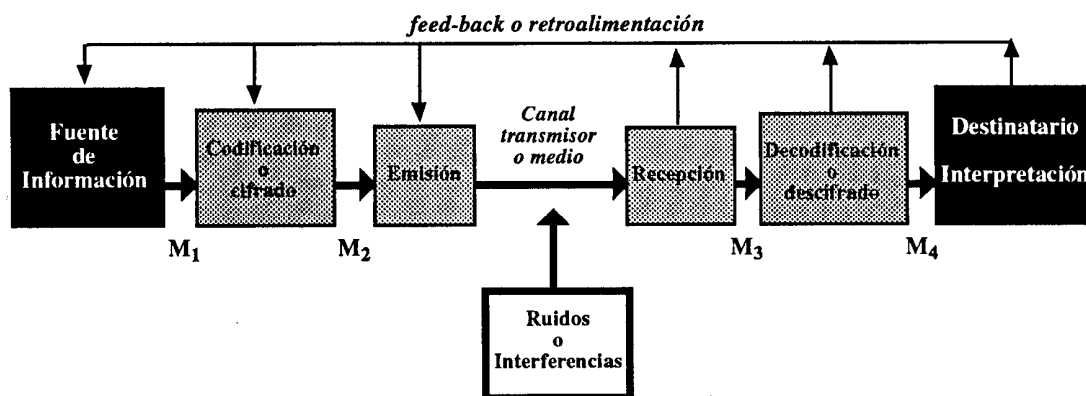 feed-back o retroalimentación
Fuente
de
Información
Codificación
o
cifrado
Emisión
Canal
transmisor
o medio
Recepción
Decodificación
o
descifrado
Destinatario
Interpretación
M1
M2
M3
M4
Ruidos
o
Interferencias